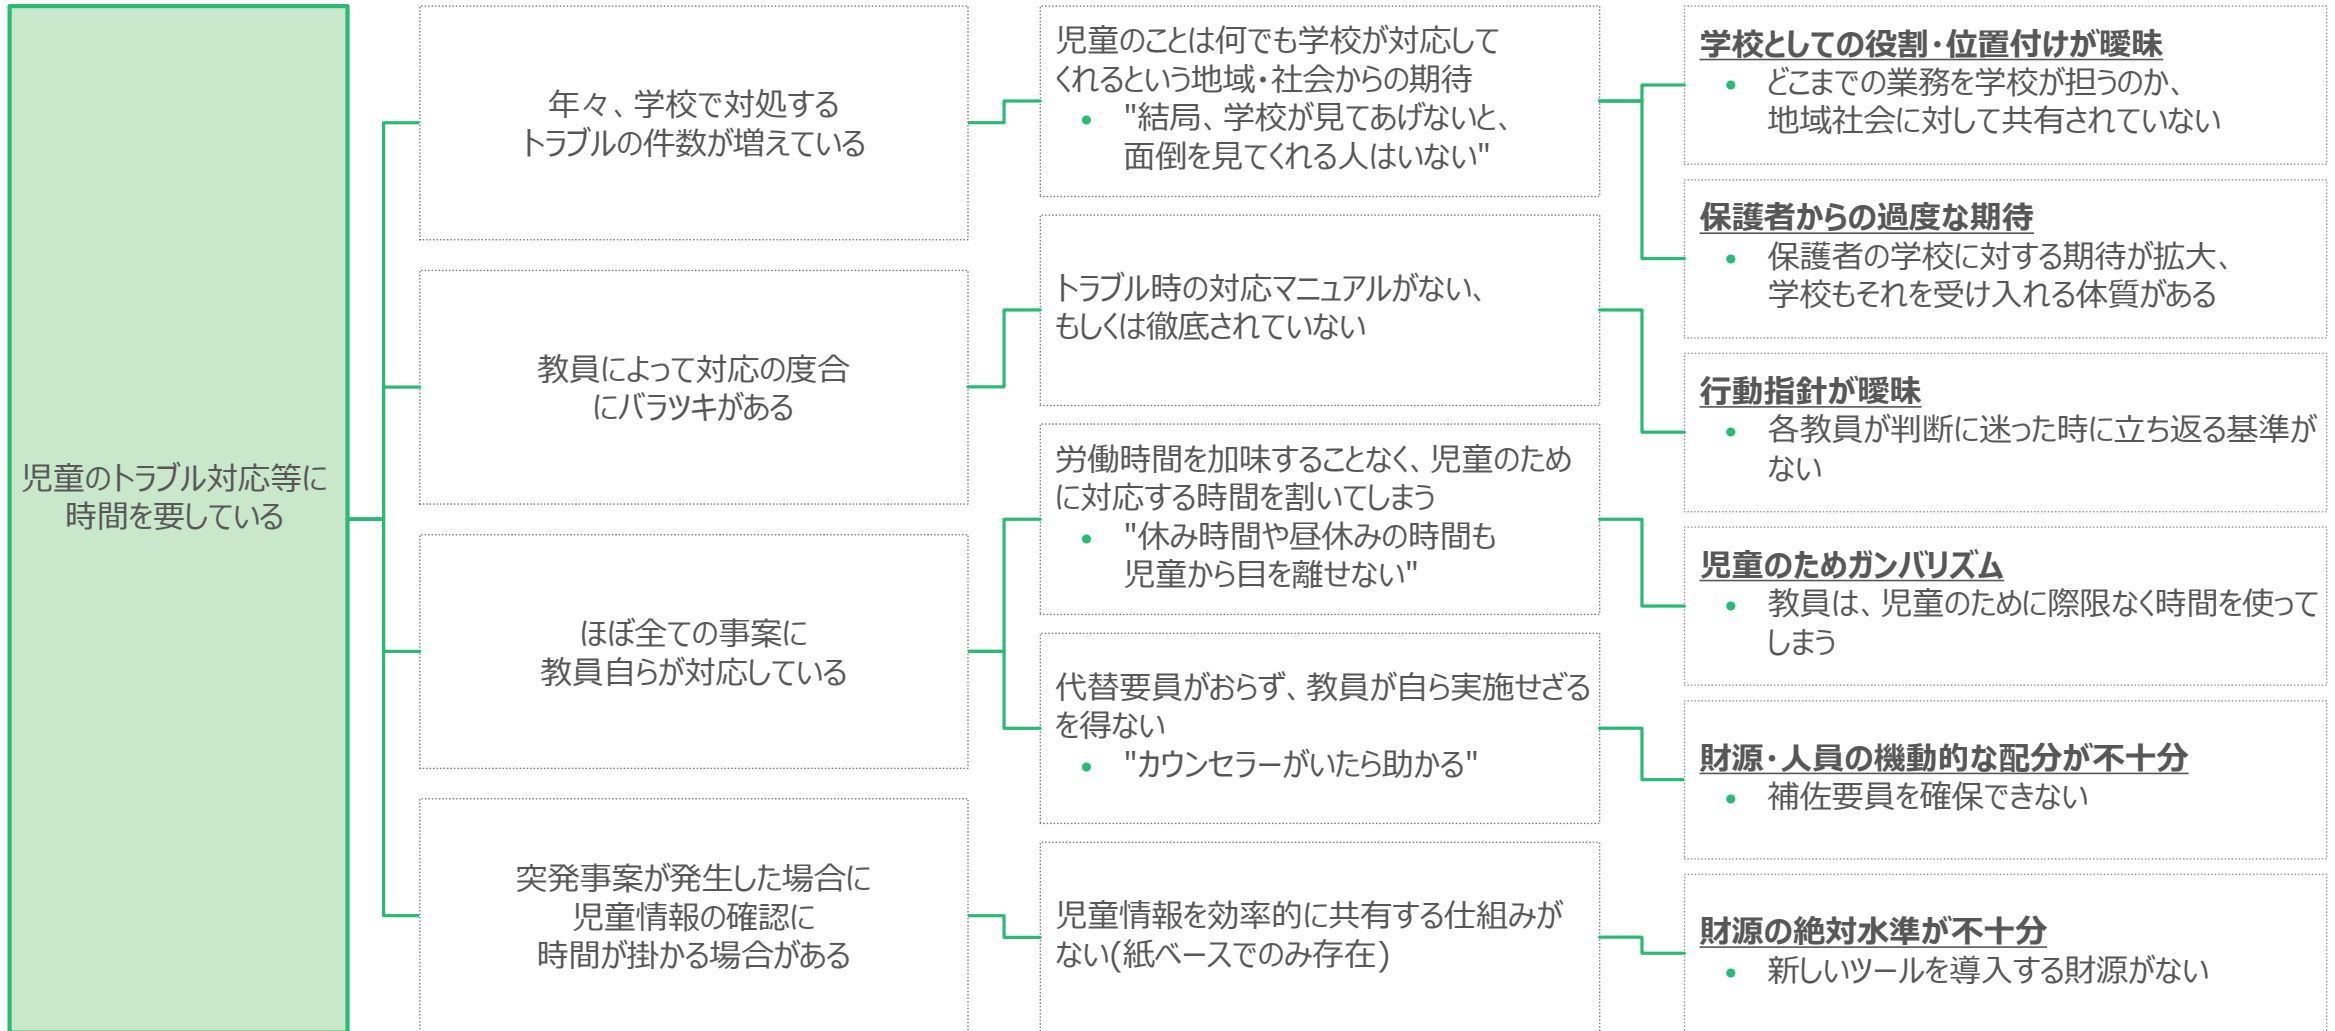 児童のトラブル対応等に
時間を要している
年々、学校で対処する
トラブルの件数が増えている
教員によって対応の度合
にバラツキがある
ほぼ全ての事案に
教員自らが対応している
突発事案が発生した場合に
児童情報の確認に
時間が掛かる場合がある
児童のことは何でも学校が対応して
くれるという地域・社会からの期待
• "結局、学校が見てあげないと、
面倒を見てくれる人はいない"
トラブル時の対応マニュアルがない、
もしくは徹底されていない
労働時間を加味することなく、児童のため
に対応する時間を割いてしまう
• "休み時間や昼休みの時間も
児童から目を離せない"
代替要員がおらず、教員が自ら実施せざる
を得ない
• "カウンセラーがいたら助かる"
児童情報を効率的に共有する仕組みが
ない(紙ベースでのみ存在)
学校としての役割・位置付けが曖昧
• どこまでの業務を学校が担うのか、
地域社会に対して共有されていない
保護者からの過度な期待
• 保護者の学校に対する期待が拡大、
学校もそれを受け入れる体質がある
行動指針が曖昧
• 各教員が判断に迷った時に立ち返る基準が
ない
児童のためガンバリズム
• 教員は、児童のために際限なく時間を使って
しまう
財源・人員の機動的な配分が不十分
• 補佐要員を確保できない
財源の絶対水準が不十分
• 新しいツールを導入する財源がない